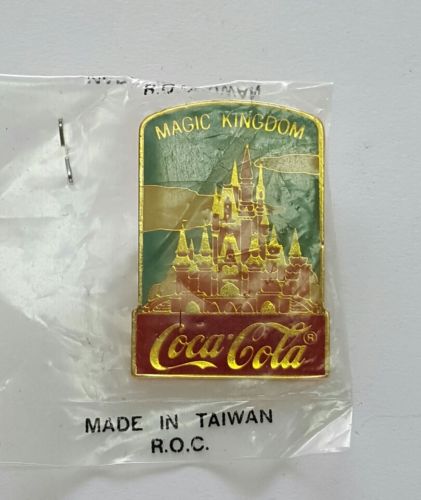 MAGIC KINGDOM
Coca-Cola®
MADE IN TAIWAN
R.O.C.